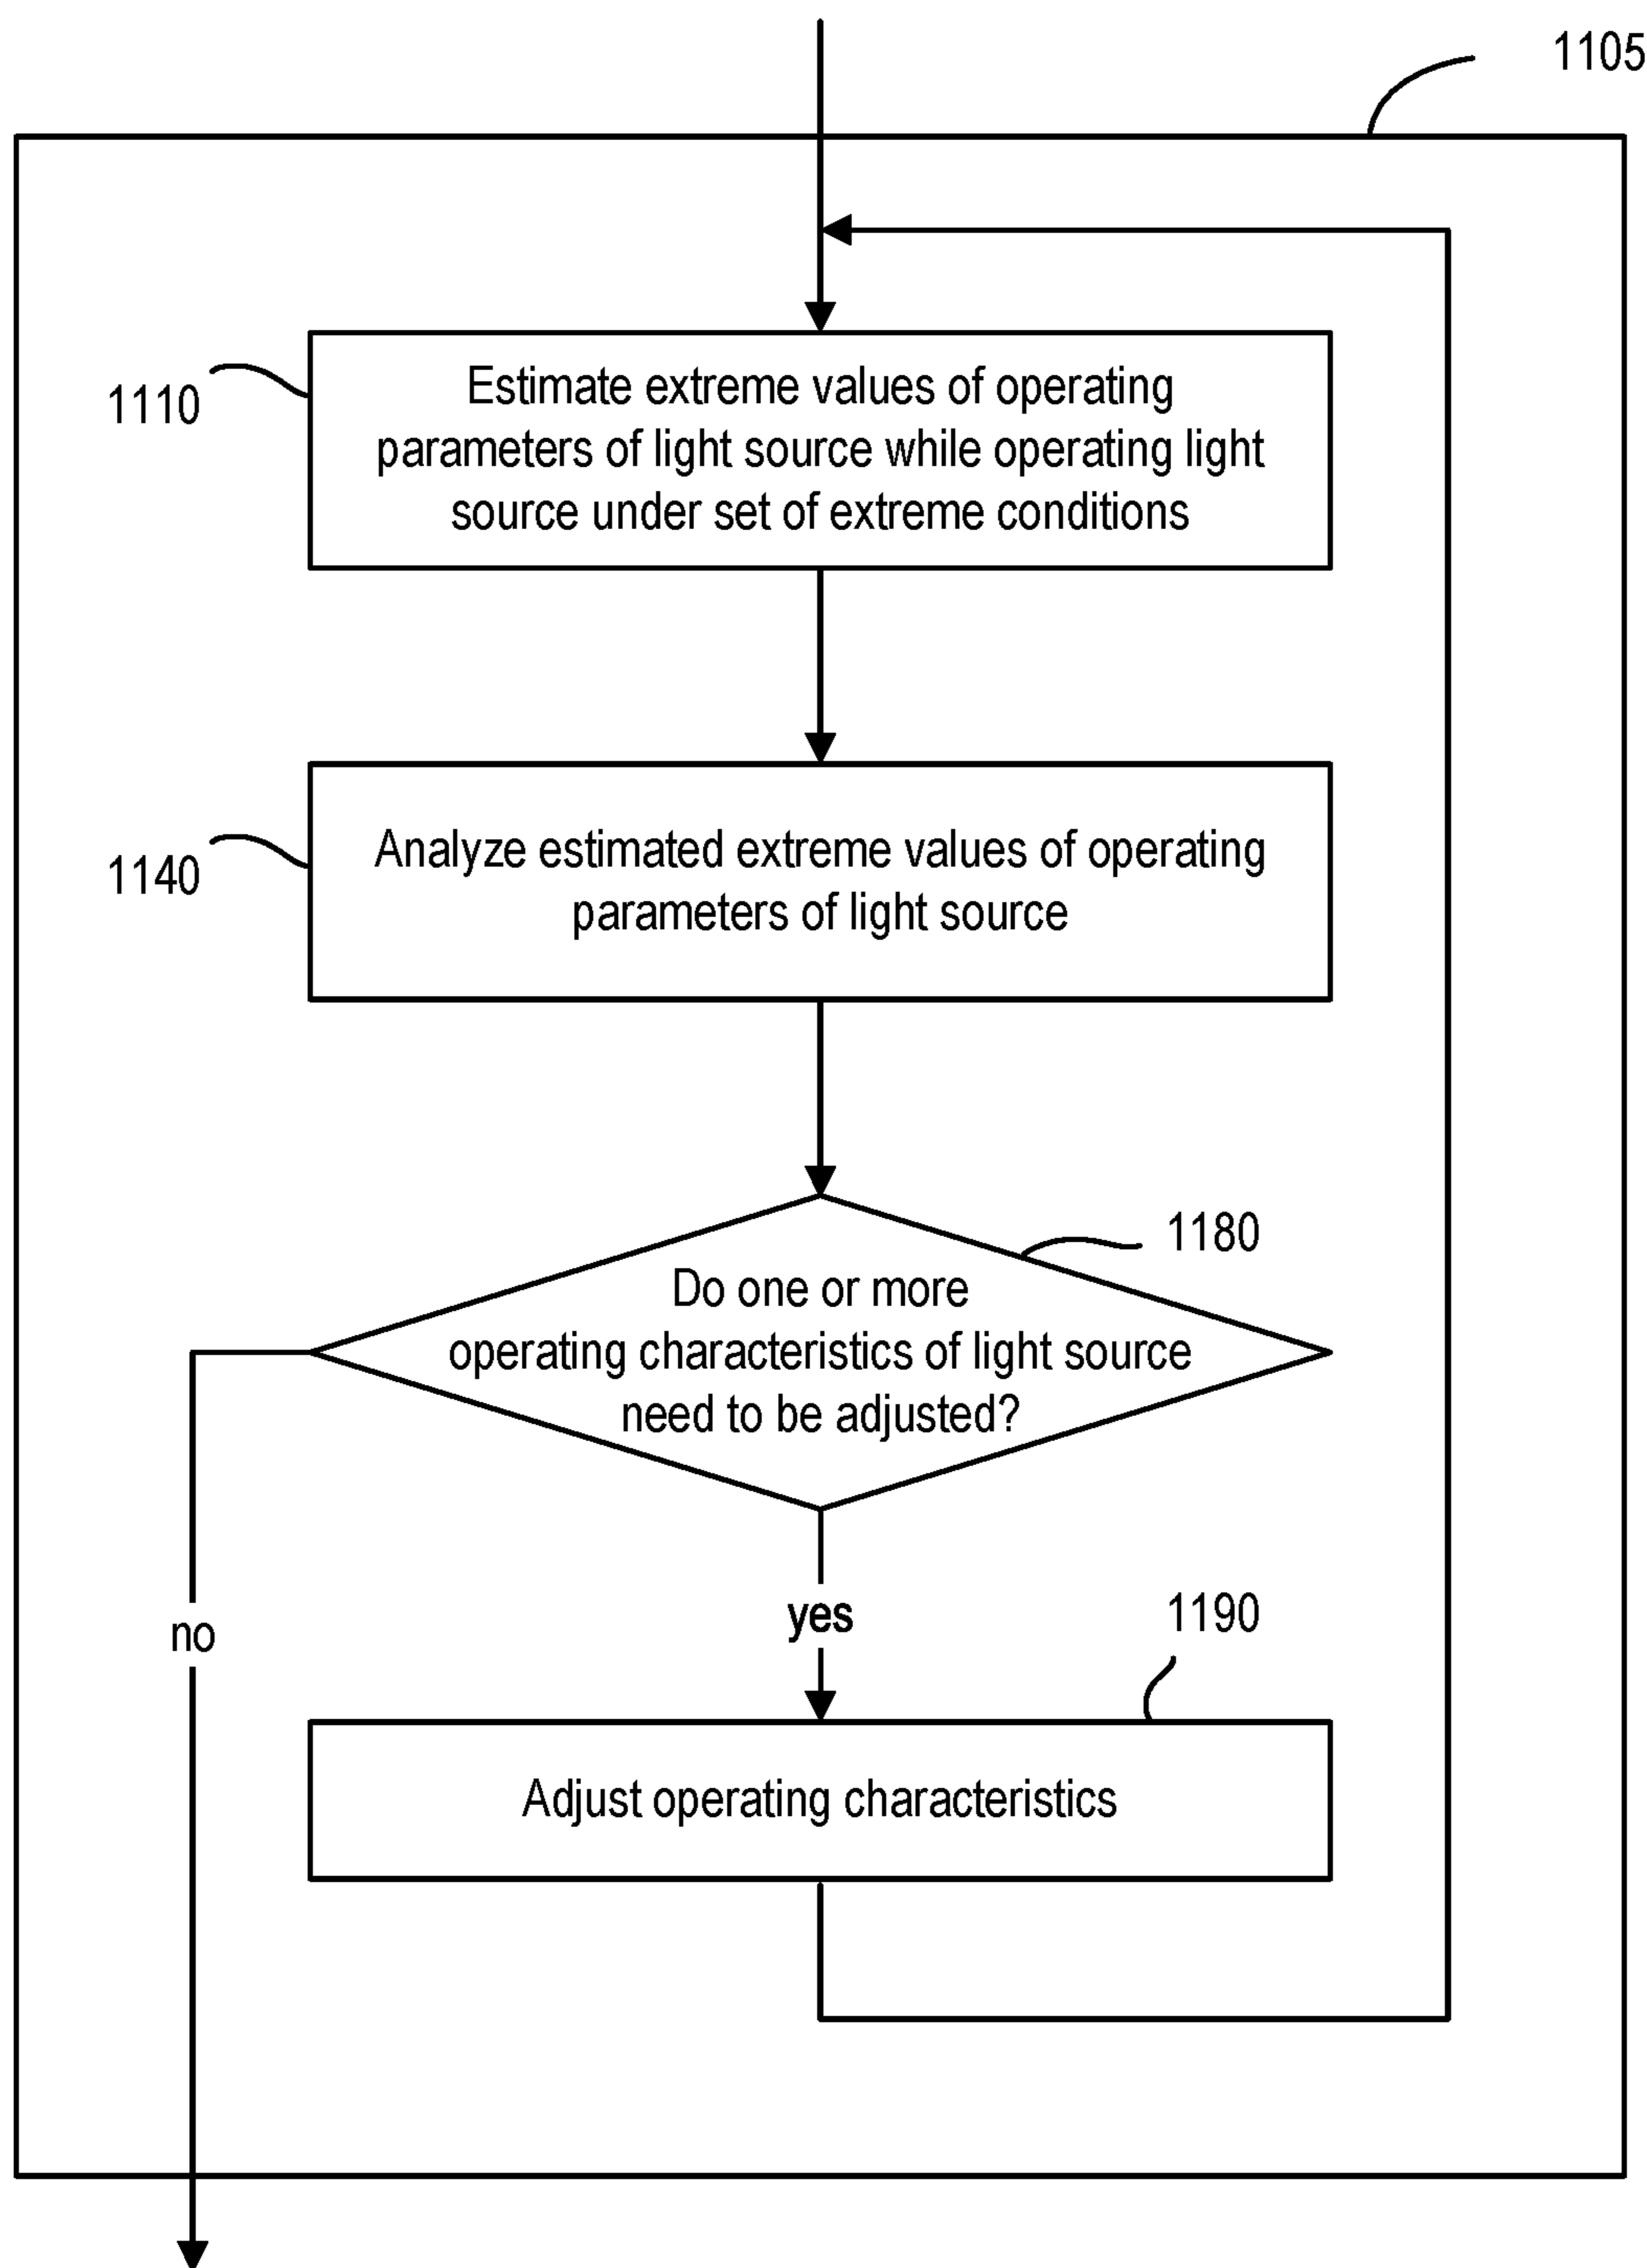 1105
1110
Estimate extreme values of operating
parameters of light source while operating light
source under set of extreme conditions
1140
Analyze estimated extreme values of operating
parameters of light source
1180
Do one or more
operating characteristics of light source
need to be adjusted?
no
yes
1190
Adjust operating characteristics